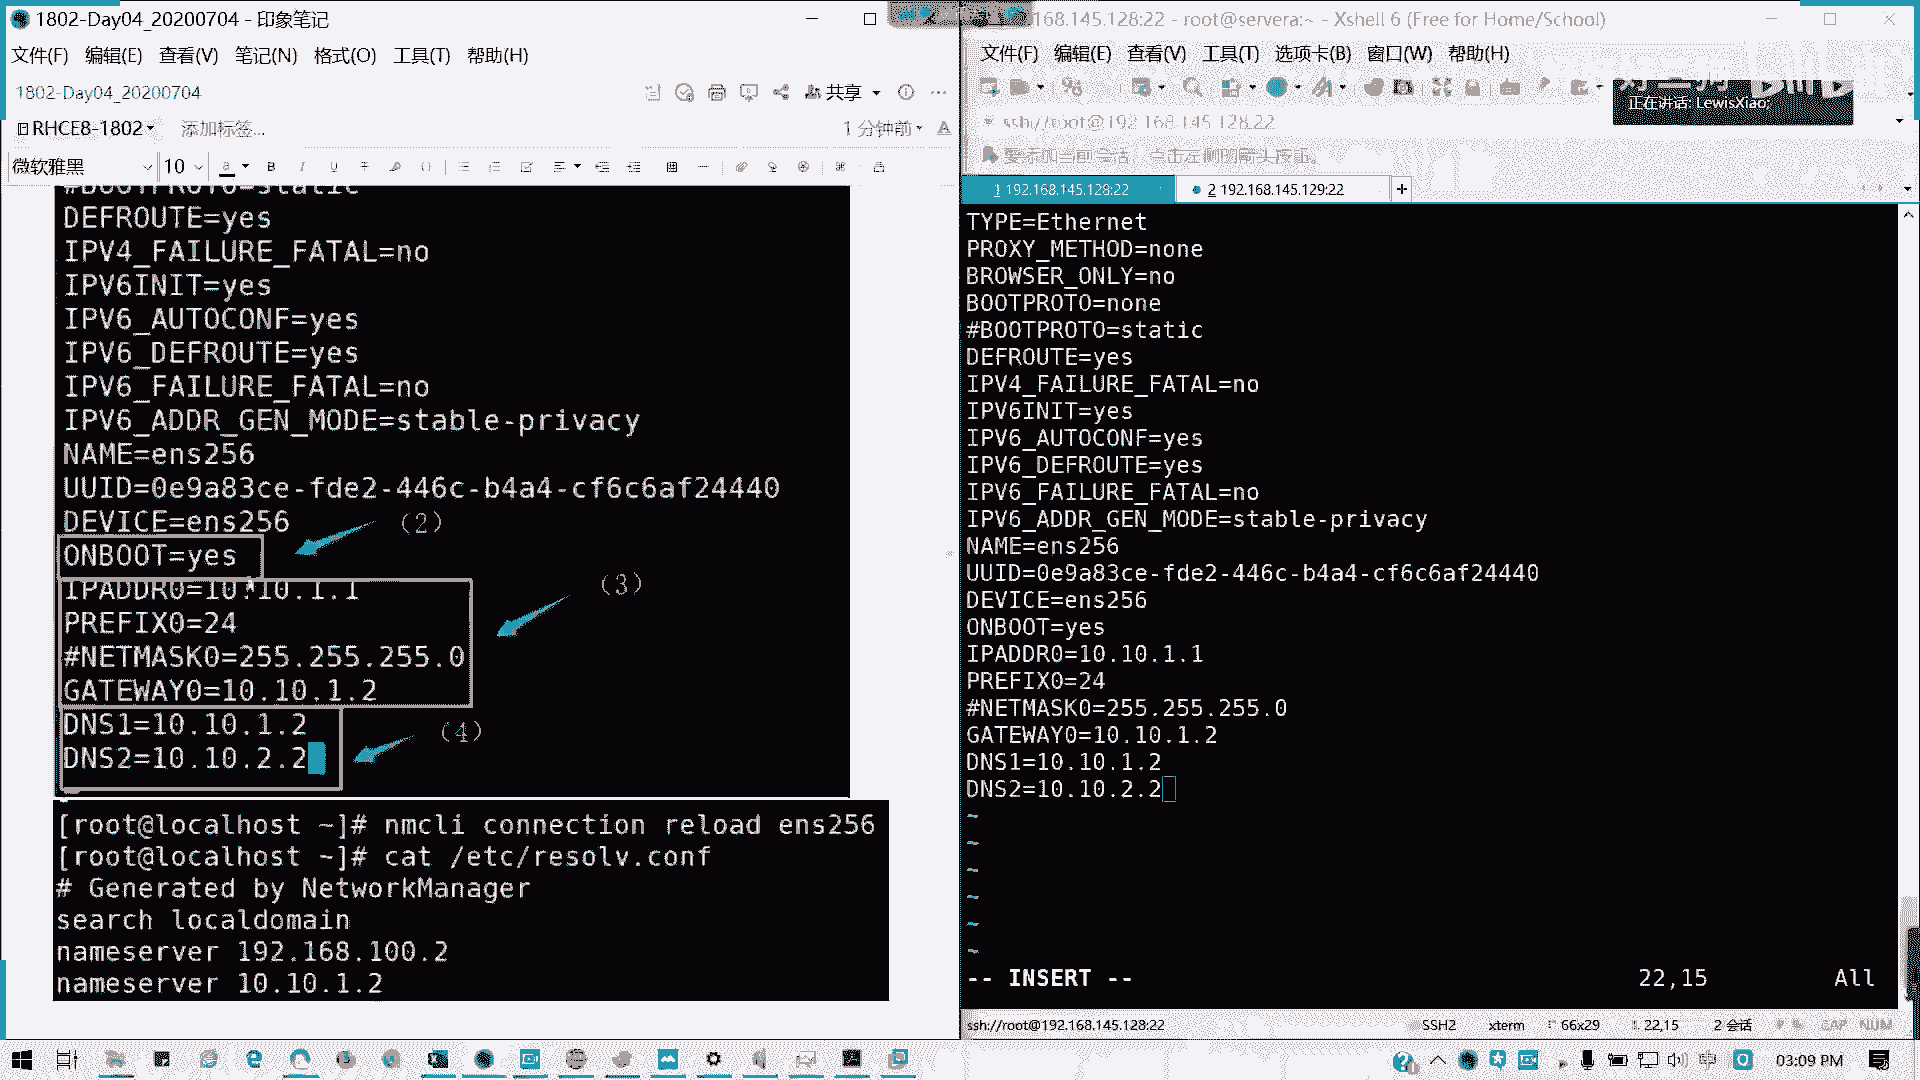 1802-Day04_20200704 - 印象笔记
文件(F) 编辑(E) 查看(V) 笔记(N) 格式(O) 工具(T) 帮助(H)
1802-Day04_20200704
共享
RHCE8-1802
添加标签...
1 分钟前
微软雅黑 10
#BOOTPROTO=static
DEFROUTE=yes
IPV4_FAILURE_FATAL=no
IPV6INIT=yes
IPV6_AUTOCONF=yes
IPV6_DEFROUTE=yes
IPV6_FAILURE_FATAL=no
IPV6_ADDR_GEN_MODE=stable-privacy
NAME=ens256
UUID=0e9a83ce-fde2-446c-b4a4-cf6c6af24440
DEVICE=ens256
(2)
ONBOOT=yes
(3)
IPADDR0=10.10.1.1
PREFIX0=24
#NETMASK0=255.255.255.0
GATEWAY0=10.10.1.2
DNS1=10.10.1.2
(4)
DNS2=10.10.2.2
[root@localhost ~]# nmcli connection reload ens256
[root@localhost ~]# cat /etc/resolv.conf
# Generated by NetworkManager
search localdomain
nameserver 192.168.100.2
nameserver 10.10.1.2
168.145.128:22 - root@servera:~ - Xshell 6 (Free for Home/School)
文件(F) 编辑(E) 查看(V) 工具(T) 选项卡(B) 窗口(W) 帮助(H)
正在讲话: LewisXiao;
ssh://root@192.168.145.128:22
要添加当前会话，点击左侧的箭头按钮。
1 192.168.145.128:22
2 192.168.145.129:22
+
TYPE=Ethernet
PROXY_METHOD=none
BROWSER_ONLY=no
BOOTPROTO=none
#BOOTPROTO=static
DEFROUTE=yes
IPV4_FAILURE_FATAL=no
IPV6INIT=yes
IPV6_AUTOCONF=yes
IPV6_DEFROUTE=yes
IPV6_FAILURE_FATAL=no
IPV6_ADDR_GEN_MODE=stable-privacy
NAME=ens256
UUID=0e9a83ce-fde2-446c-b4a4-cf6c6af24440
DEVICE=ens256
ONBOOT=yes
IPADDR0=10.10.1.1
PREFIX0=24
#NETMASK0=255.255.255.0
GATEWAY0=10.10.1.2
DNS1=10.10.1.2
DNS2=10.10.2.2
~
~
~
~
~
~
-- INSERT -- 22,15 All
ssh://root@192.168.145.128:22 SSH2 xterm 66x29 22,15 2 会话 CAP NUM
中
03:09 PM